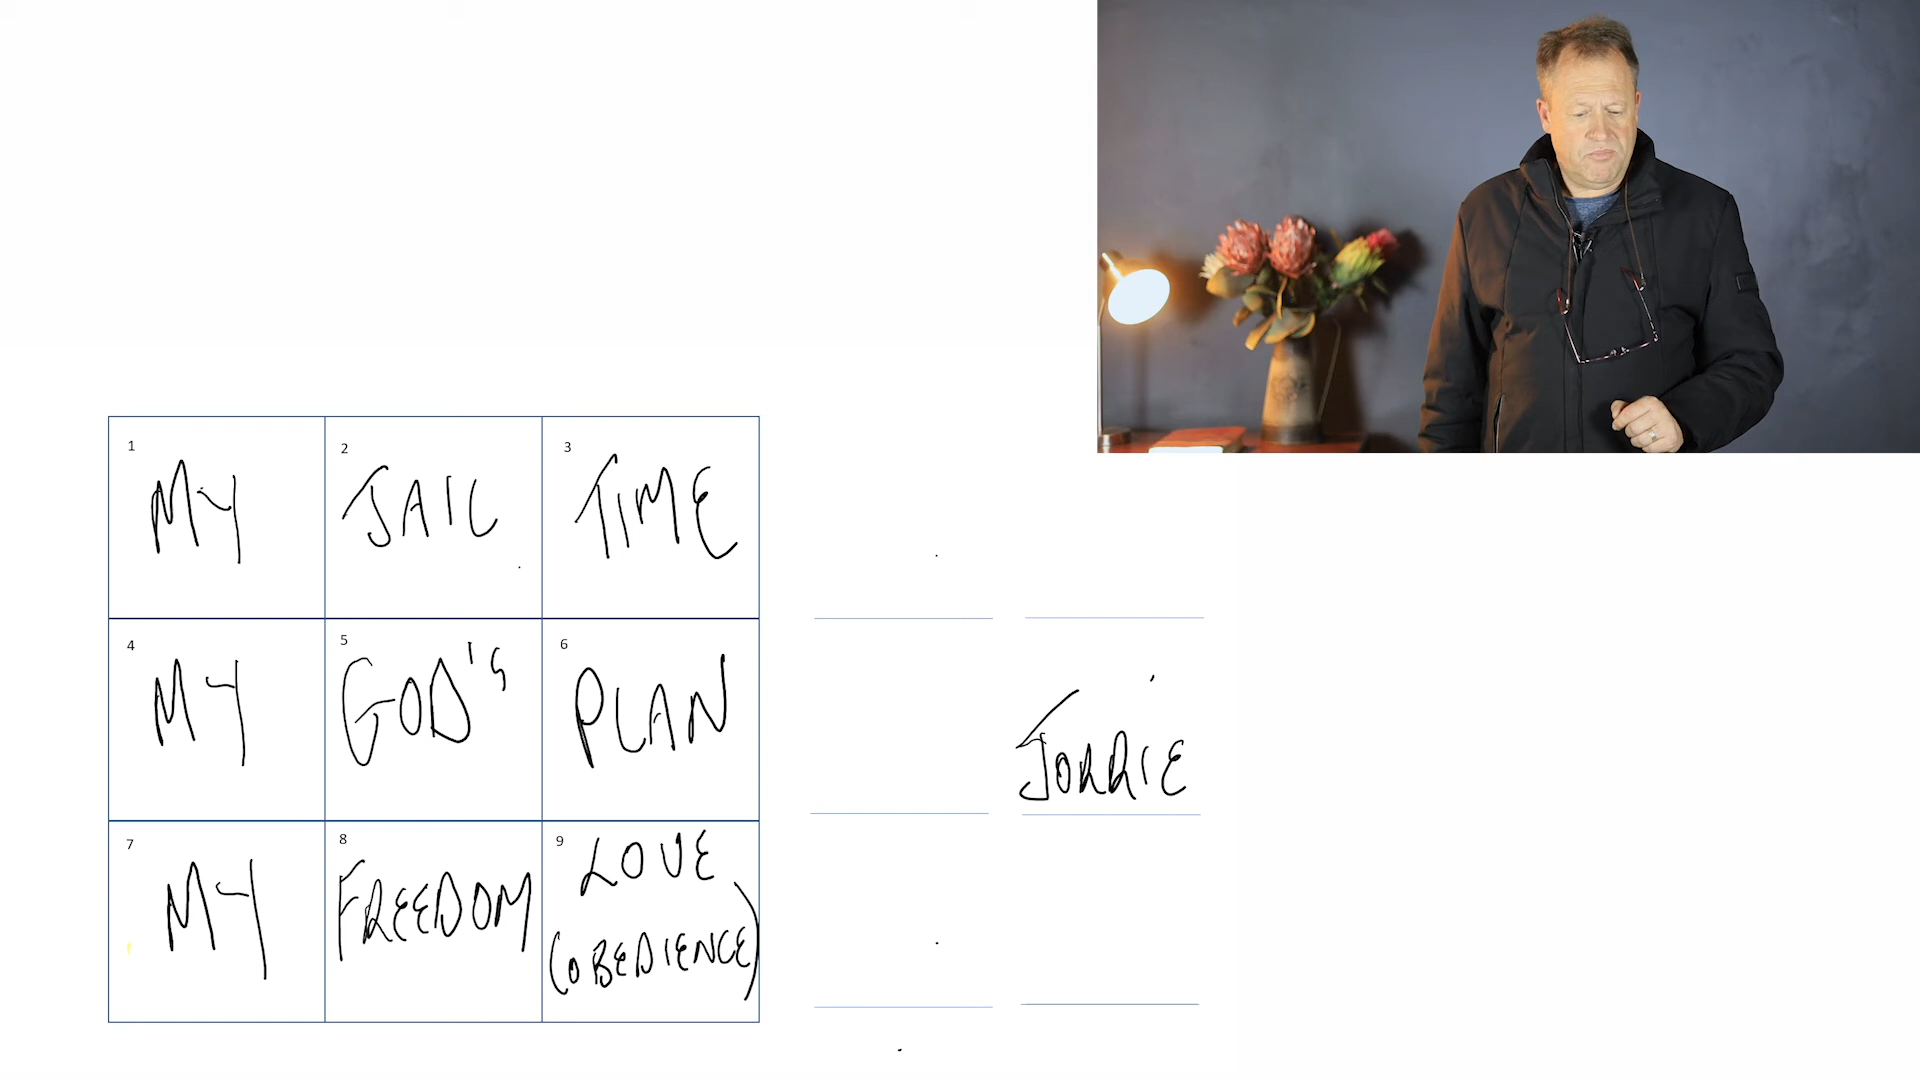 1 2 3
MY JAIL TIME
4 5 6
MY GOD'S PLAN
JORRIE
7 8 9
MY FREEDOM LOVE
(OBEDIENCE)